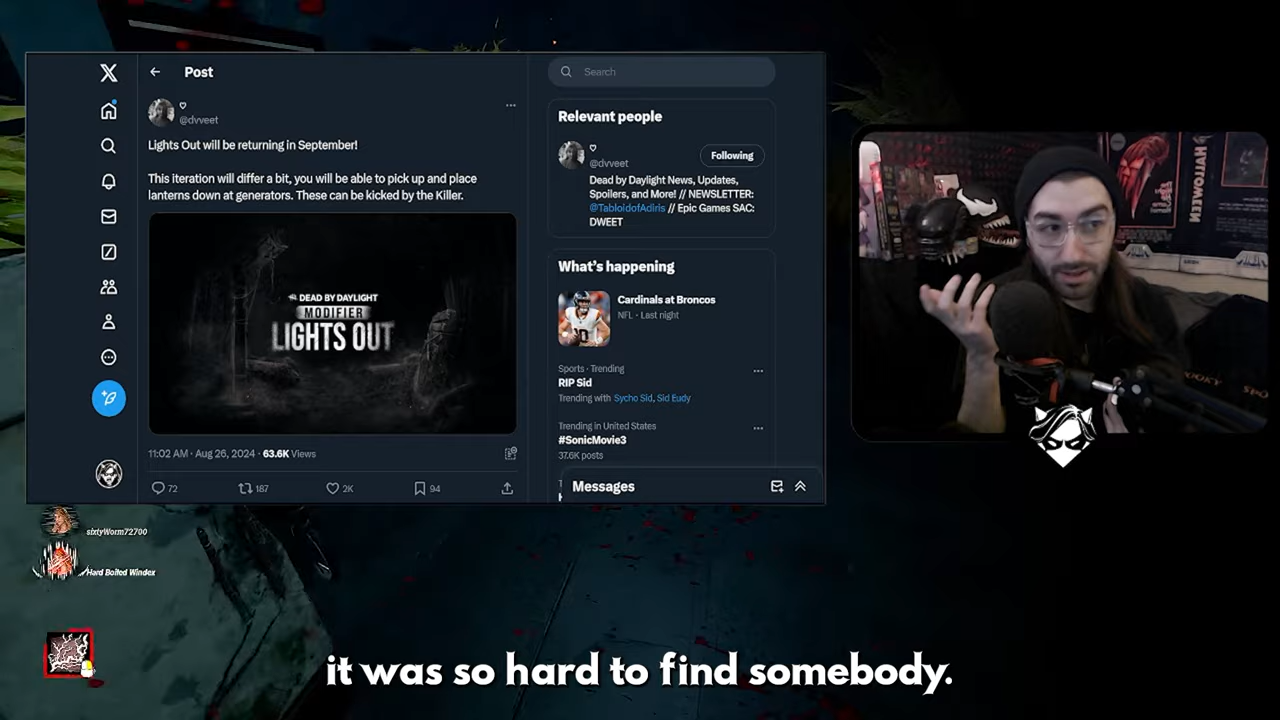 Post
♡
@dvveet
Lights Out will be returning in September!
This iteration will differ a bit, you will be able to pick up and place
lanterns down at generators. These can be kicked by the Killer.
DEAD BY DAYLIGHT
MODIFIER
LIGHTS OUT
11:02 AM · Aug 26, 2024 · 63.6K Views
72
187
2K
94
Search
Relevant people
♡
@dvveet
Following
Dead by Daylight News, Updates,
Spoilers, and More! // NEWSLETTER:
@TabloidofAdiris // Epic Games SAC:
DWEET
What's happening
Cardinals at Broncos
NFL · Last night
Sports · Trending
RIP Sid
Trending with Sycho Sid, Sid Eudy
Trending in United States
#SonicMovie3
37.6K posts
Messages
HALLOWEEN
sixtyWorm72700
Hard Boiled Windex
it was so hard to find somebody.